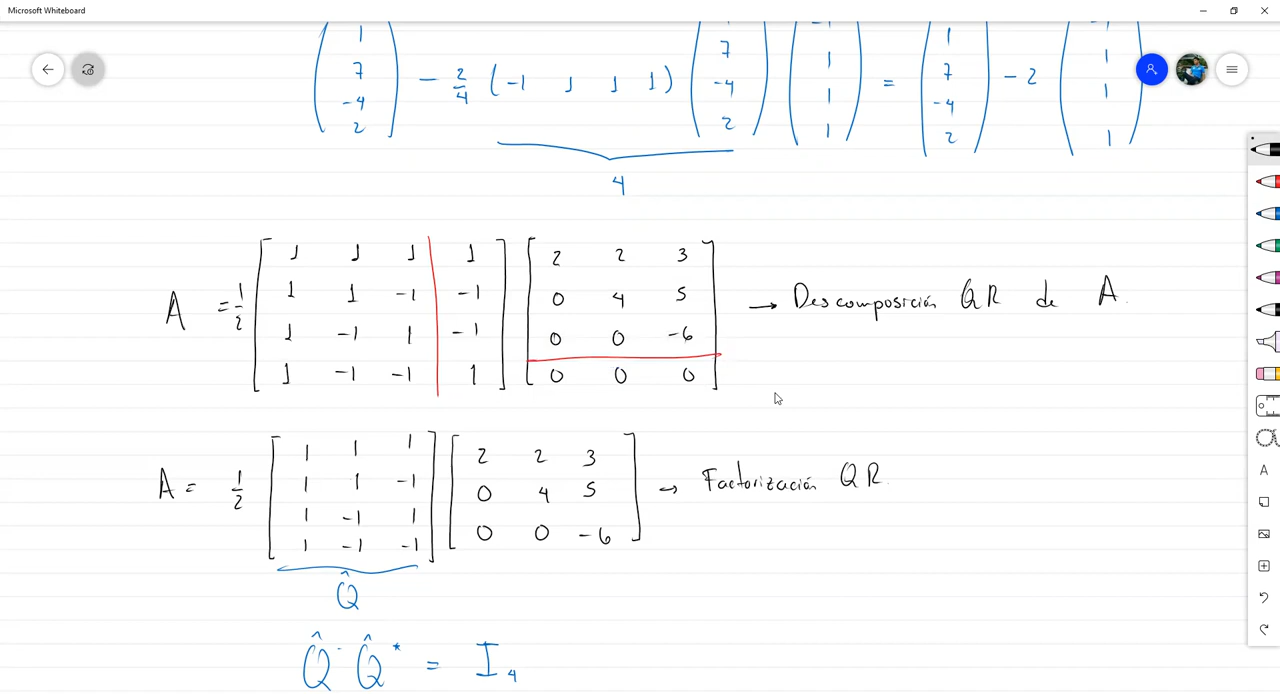 Microsoft Whiteboard
1 7 1
7 − 2/4 (-1 1 1 1) -4 1 = 7 − 2 1
-4 2 1 -4 1
2 1 2 1
4
1 1 1 1 2 2 3
A = 1/2 1 1 -1 -1 0 4 5 → Descomposición QR de A.
1 -1 1 -1 0 0 -6
1 -1 -1 1 0 0 0
1 1 1 2 2 3
A = 1/2 1 1 -1 0 4 5 → Factorización QR.
1 -1 1 0 0 -6
1 -1 -1
Q̂
Q̂ · Q̂* = I₄
A